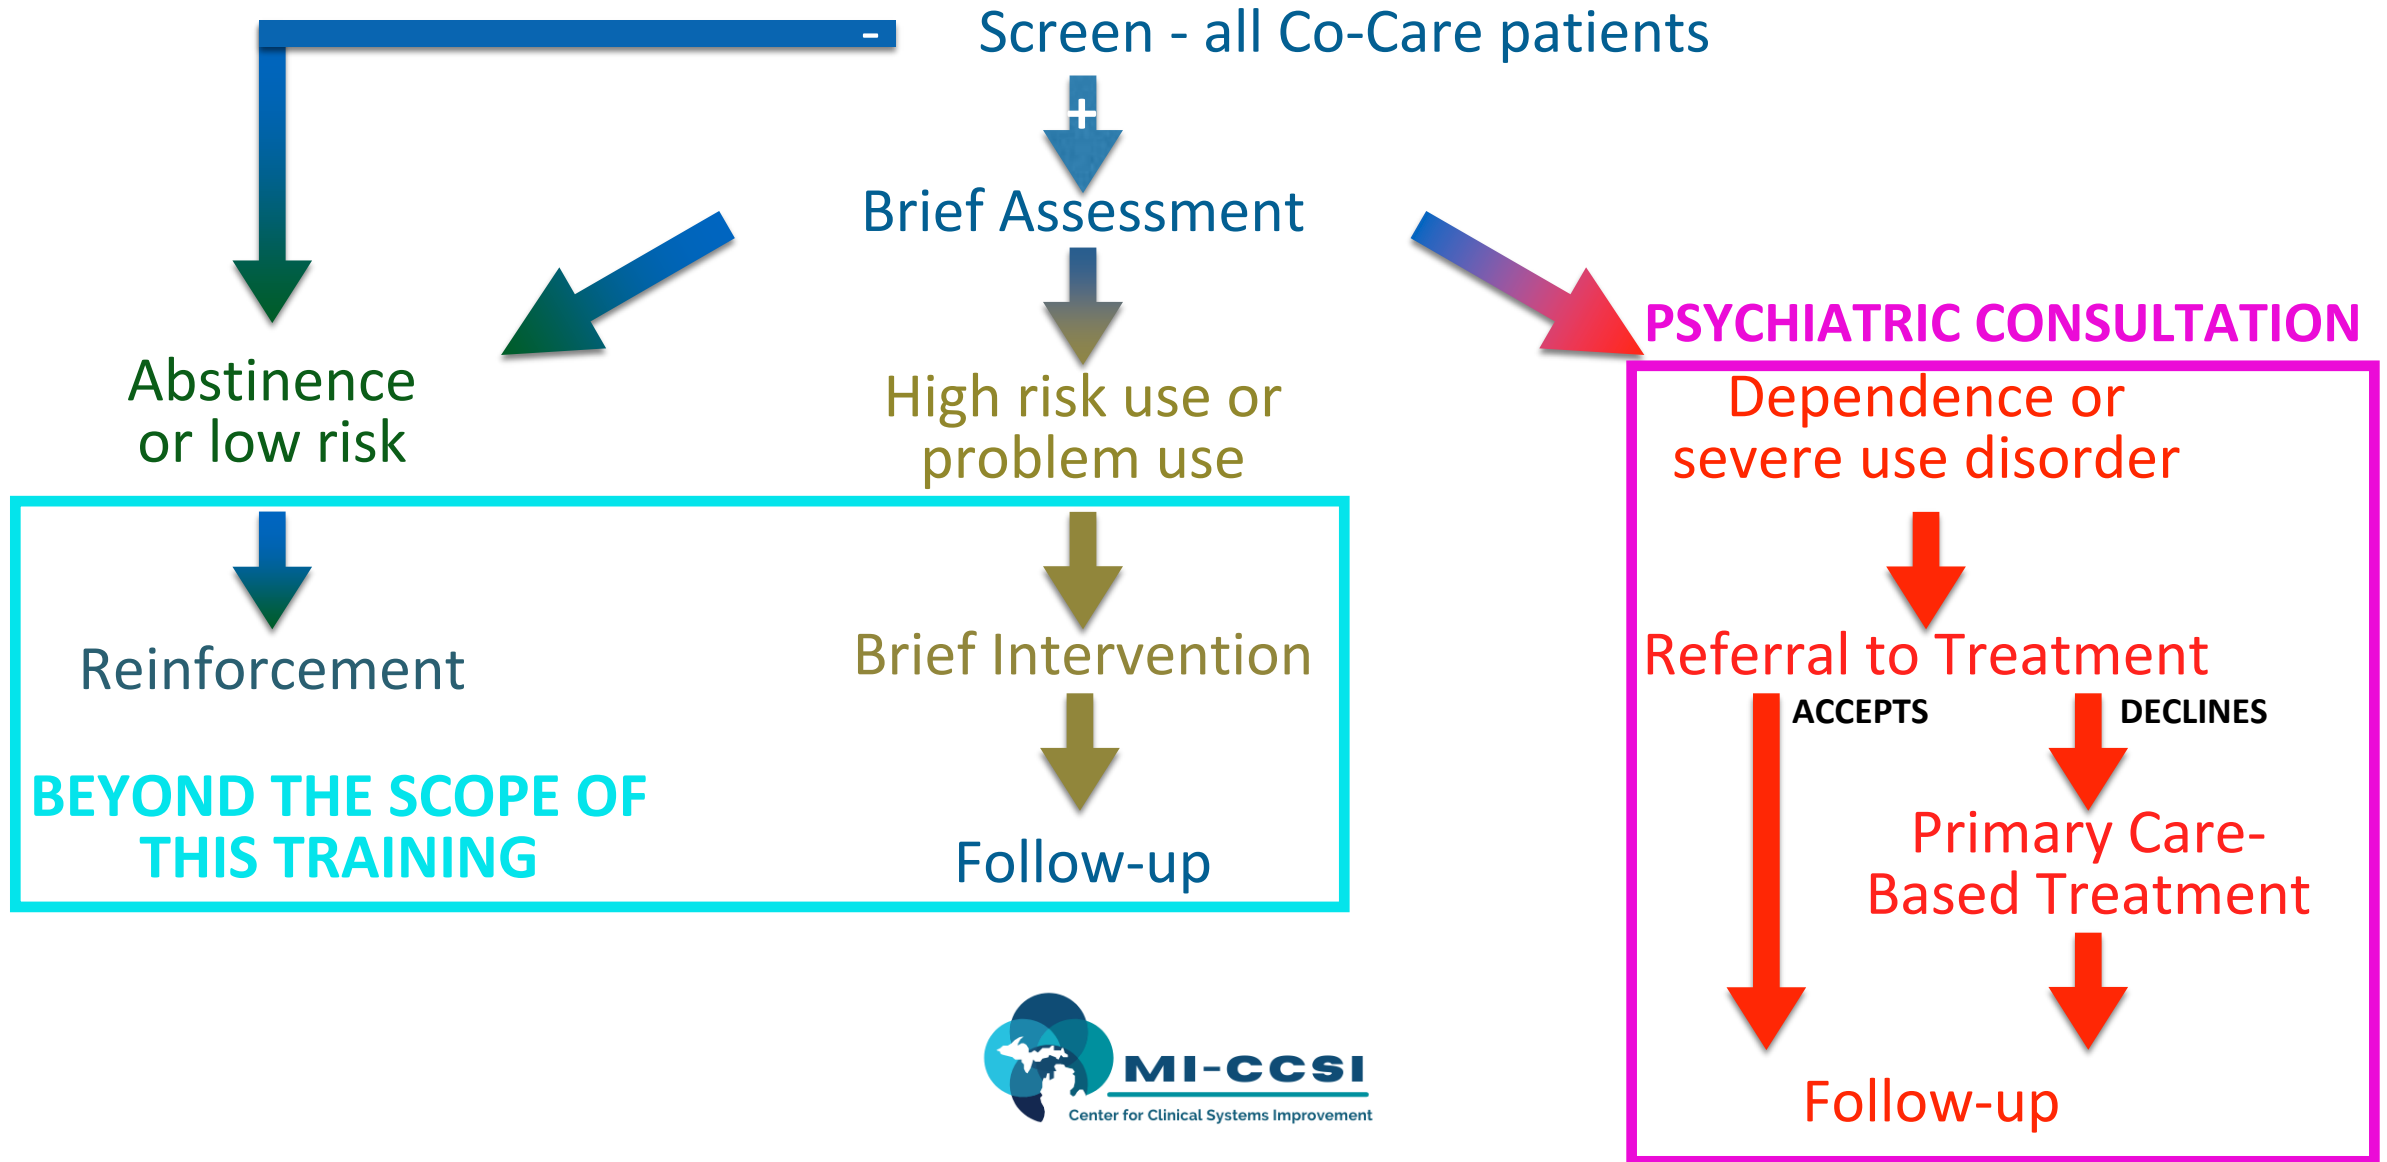 Screen - all Co-Care patients
-
+
Brief Assessment
PSYCHIATRIC CONSULTATION
Abstinence
or low risk
High risk use or
problem use
Dependence or
severe use disorder
Reinforcement
Brief Intervention
Referral to Treatment
ACCEPTS
DECLINES
BEYOND THE SCOPE OF
THIS TRAINING
Follow-up
Primary Care-
Based Treatment
Follow-up
MI-CCSI
Center for Clinical Systems Improvement